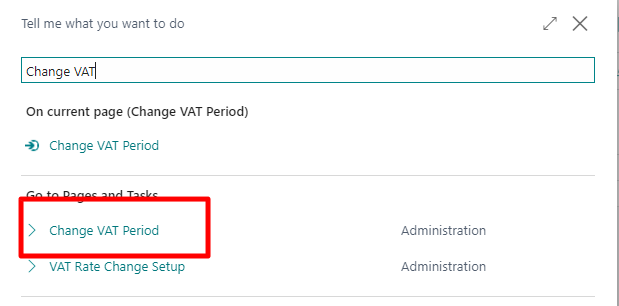 Tell me what you want to do
Change VAT
On current page (Change VAT Period)
Change VAT Period
Go to Pages and Tasks
Change VAT Period Administration
VAT Rate Change Setup Administration